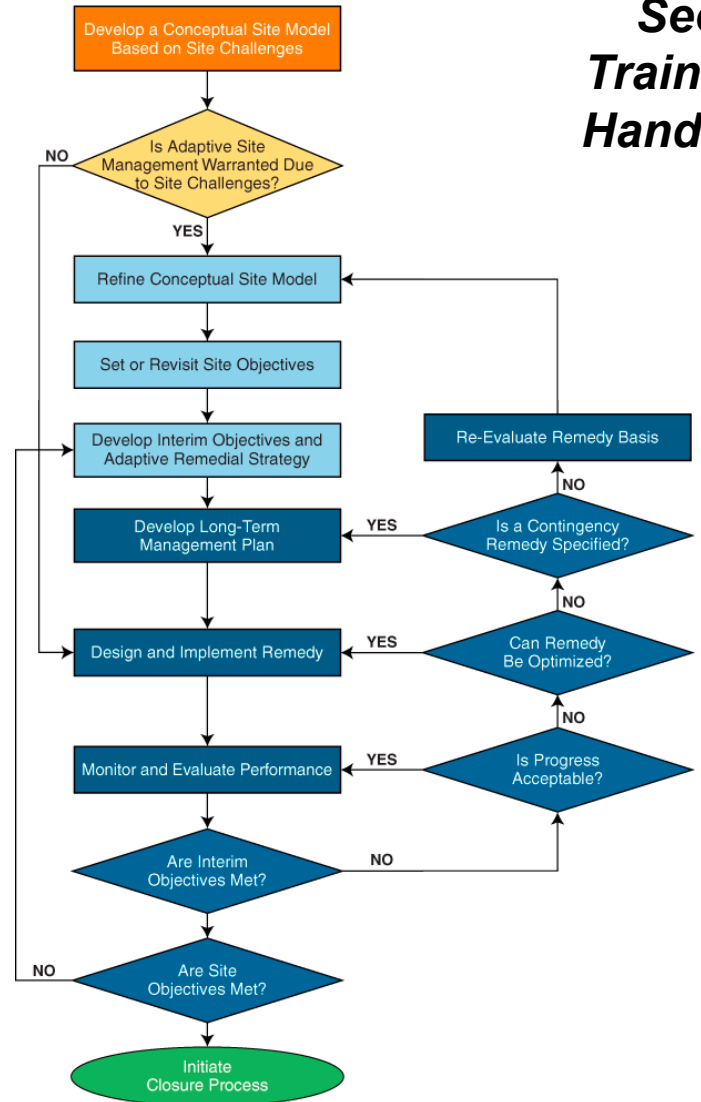 Develop a Conceptual Site Model
Based on Site Challenges
Is Adaptive Site
Management Warranted Due
to Site Challenges?
NO
YES
Refine Conceptual Site Model
Set or Revisit Site Objectives
Develop Interim Objectives and
Adaptive Remedial Strategy
Re-Evaluate Remedy Basis
NO
Develop Long-Term
Management Plan
YES
Is a Contingency
Remedy Specified?
NO
Design and Implement Remedy
YES
Can Remedy
Be Optimized?
NO
Monitor and Evaluate Performance
YES
Is Progress
Acceptable?
Are Interim
Objectives Met?
NO
Are Site
Objectives Met?
NO
Initiate
Closure Process